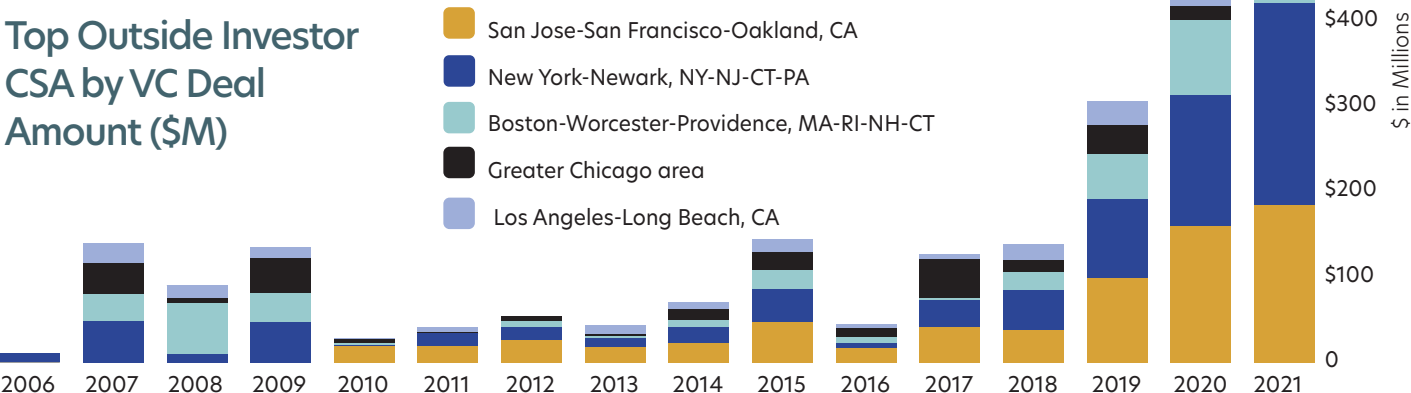 Top Outside Investor
CSA by VC Deal
Amount ($M)
San Jose-San Francisco-Oakland, CA
New York-Newark, NY-NJ-CT-PA
Boston-Worcester-Providence, MA-RI-NH-CT
Greater Chicago area
Los Angeles-Long Beach, CA
$400
$300
$200
$100
0
$ in Millions
2006 2007 2008 2009 2010 2011 2012 2013 2014 2015 2016 2017 2018 2019 2020 2021